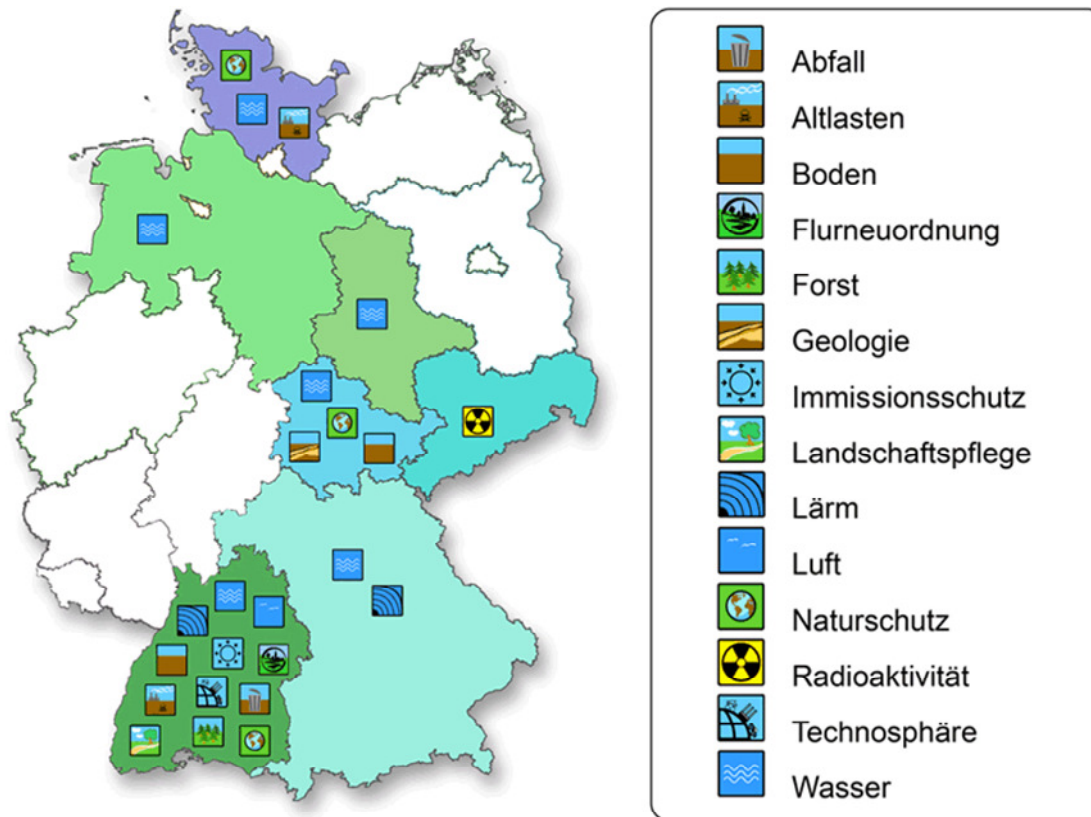 Abfall
Altlasten
Boden
Flurneuordnung
Forst
Geologie
Immissionsschutz
Landschaftspflege
Lärm
Luft
Naturschutz
Radioaktivität
Technosphäre
Wasser